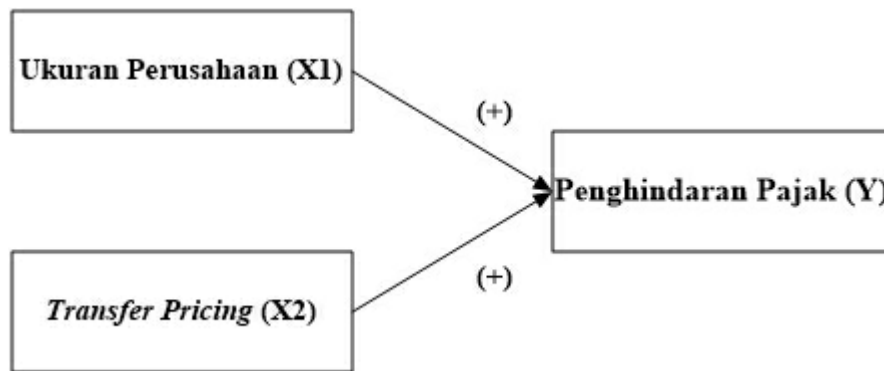 Ukuran Perusahaan (X1)
(+)
Penghindaran Pajak (Y)
(+)
Transfer Pricing (X2)